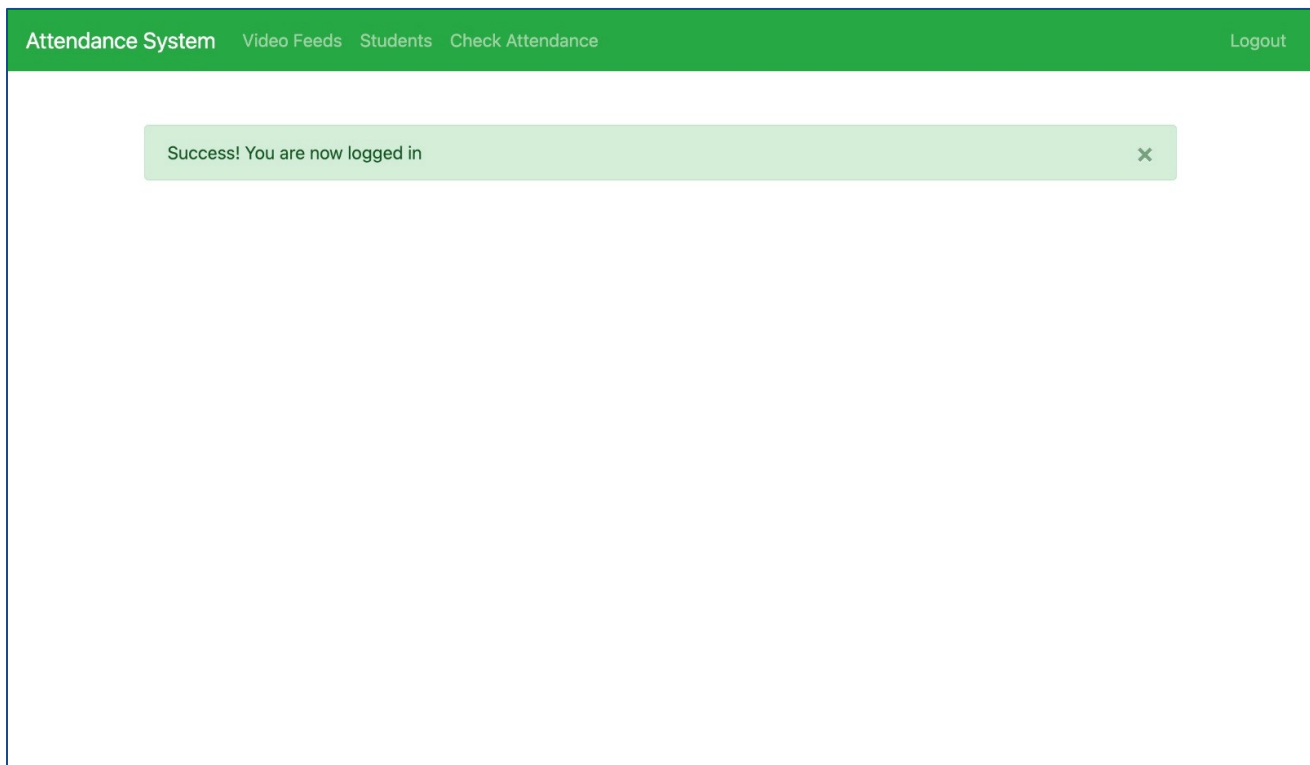 Attendance System Video Feeds Students Check Attendance Logout
Success! You are now logged in ×